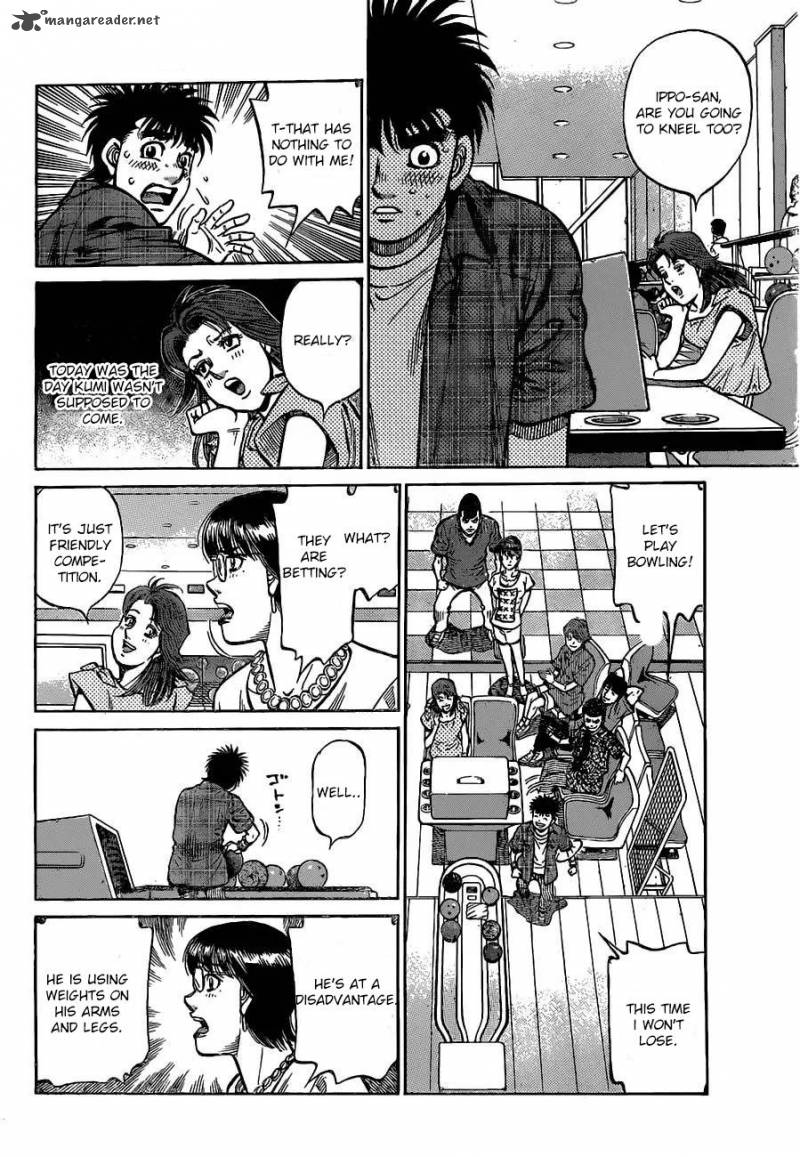 mangareader.net
IPPO-SAN,
ARE YOU GOING
TO KNEEL TOO?
T-THAT HAS
NOTHING TO
DO WITH ME!
REALLY?
TODAY WAS THE
DAY KUMI WASN'T
SUPPOSED TO
COME.
LET'S
PLAY
BOWLING!
WHAT?
THEY
ARE
BETTING?
IT'S JUST
FRIENDLY
COMPE-
TITION.
WELL..
ゴトン…
THIS TIME
I WON'T
LOSE.
HE'S AT A
DISADVANTAGE.
HE IS USING
WEIGHTS ON
HIS ARMS
AND LEGS.